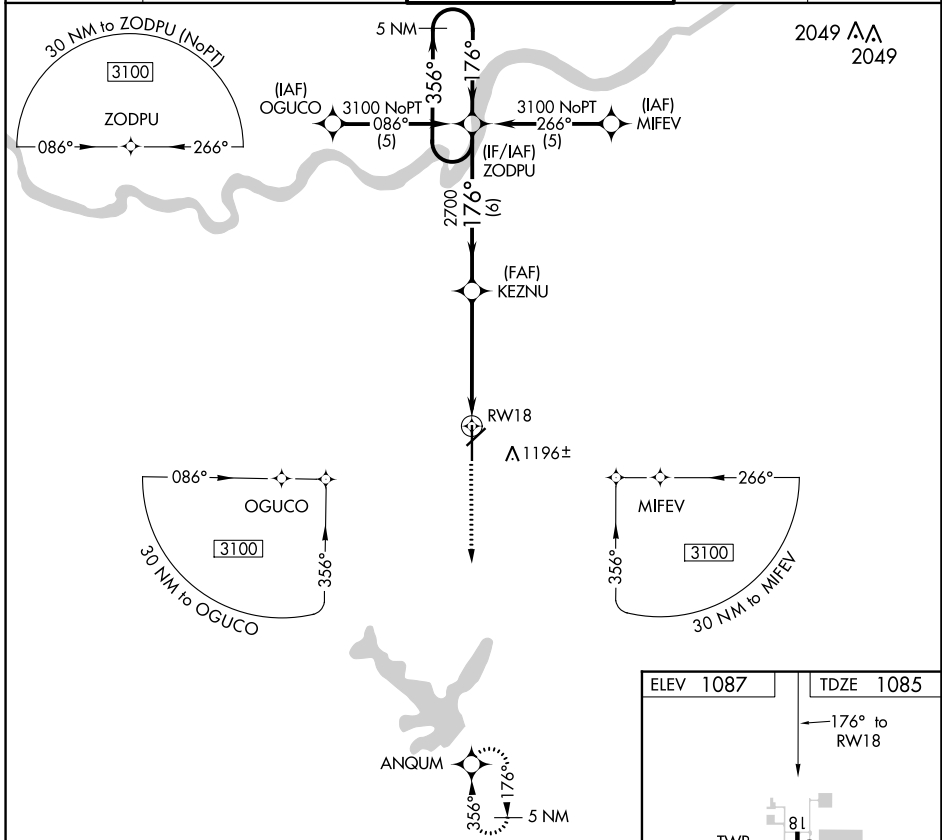 30 NM to ZODPU (NoPT)
3100
ZODPU
086°
266°
5 NM
356°
176°
2049
2049
(IAF)
OGUCO
3100 NoPT
086°
(5)
3100 NoPT
266°
(5)
(IAF)
MIFEV
(IF/IAF)
ZODPU
2700
176°
(6)
(FAF)
KEZNU
RW18
1196±
086°
OGUCO
3100
356°
30 NM to OGUCO
266°
MIFEV
3100
356°
30 NM to MIFEV
ELEV 1087
TDZE 1085
176° to
RW18
18
TWR
ANQUM
356°
176°
5 NM